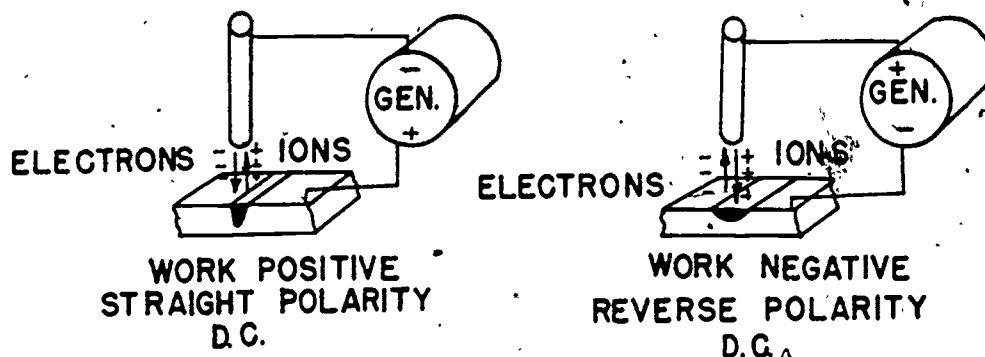 −
GEN.
+
ELECTRONS − + IONS
− +
−
WORK POSITIVE
STRAIGHT POLARITY
D.C.
+
GEN.
−
− + IONS
ELECTRONS − +
− +
WORK NEGATIVE
REVERSE POLARITY
D.C.